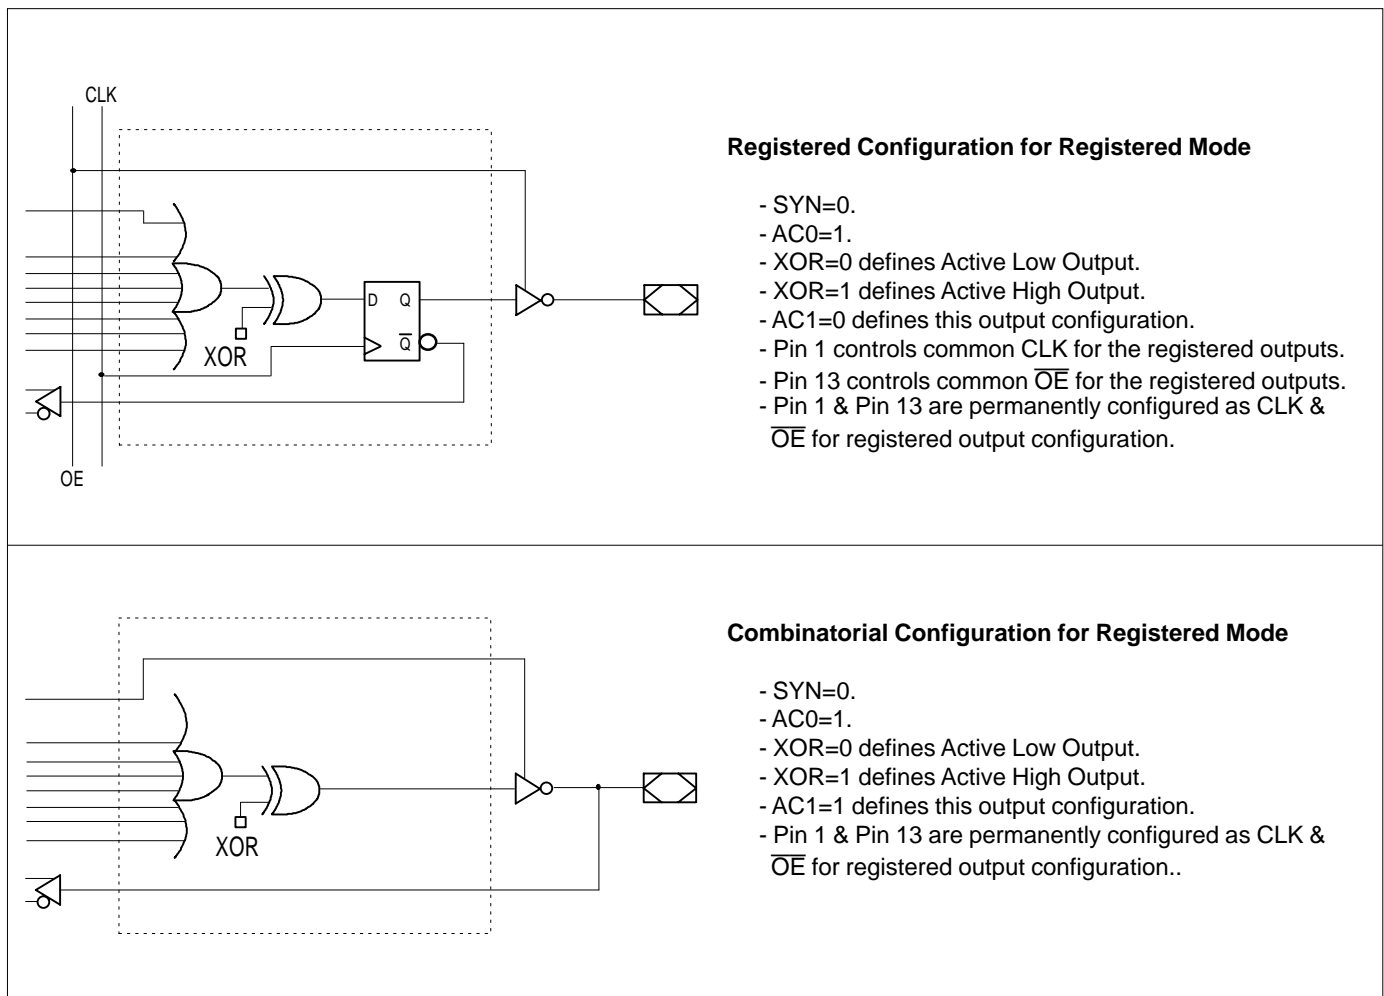 CLK
D Q
Q̅
XOR
OE
Registered Configuration for Registered Mode
- SYN=0.
- AC0=1.
- XOR=0 defines Active Low Output.
- XOR=1 defines Active High Output.
- AC1=0 defines this output configuration.
- Pin 1 controls common CLK for the registered outputs.
- Pin 13 controls common O̅E̅ for the registered outputs.
- Pin 1 & Pin 13 are permanently configured as CLK &
O̅E̅ for registered output configuration.
XOR
Combinatorial Configuration for Registered Mode
- SYN=0.
- AC0=1.
- XOR=0 defines Active Low Output.
- XOR=1 defines Active High Output.
- AC1=1 defines this output configuration.
- Pin 1 & Pin 13 are permanently configured as CLK &
O̅E̅ for registered output configuration..